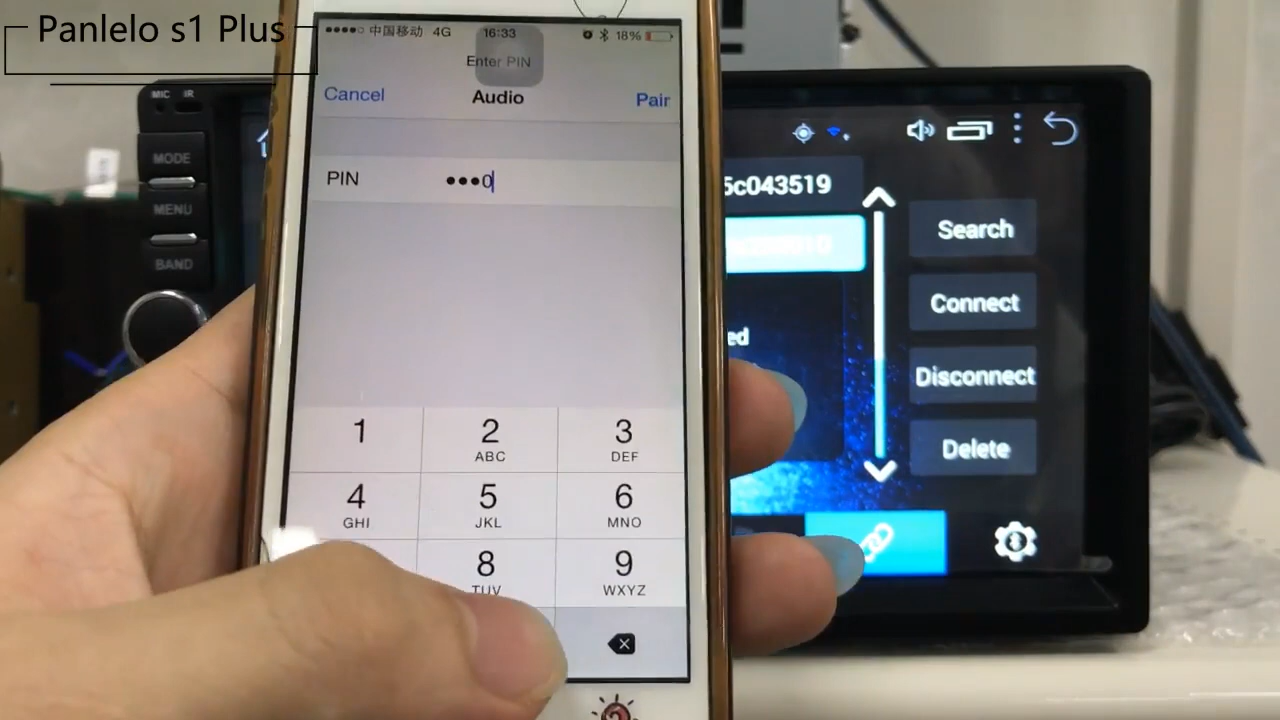 Panlelo s1 Plus
中国移动 4G 16:33 18%
Enter PIN
Cancel Audio Pair
PIN 0
1
2 ABC
3 DEF
4 GHI
5 JKL
6 MNO
8 TUV
9 WXYZ
MIC IR
MODE
MENU
BAND
5c043519
ed
Search
Connect
Disconnect
Delete